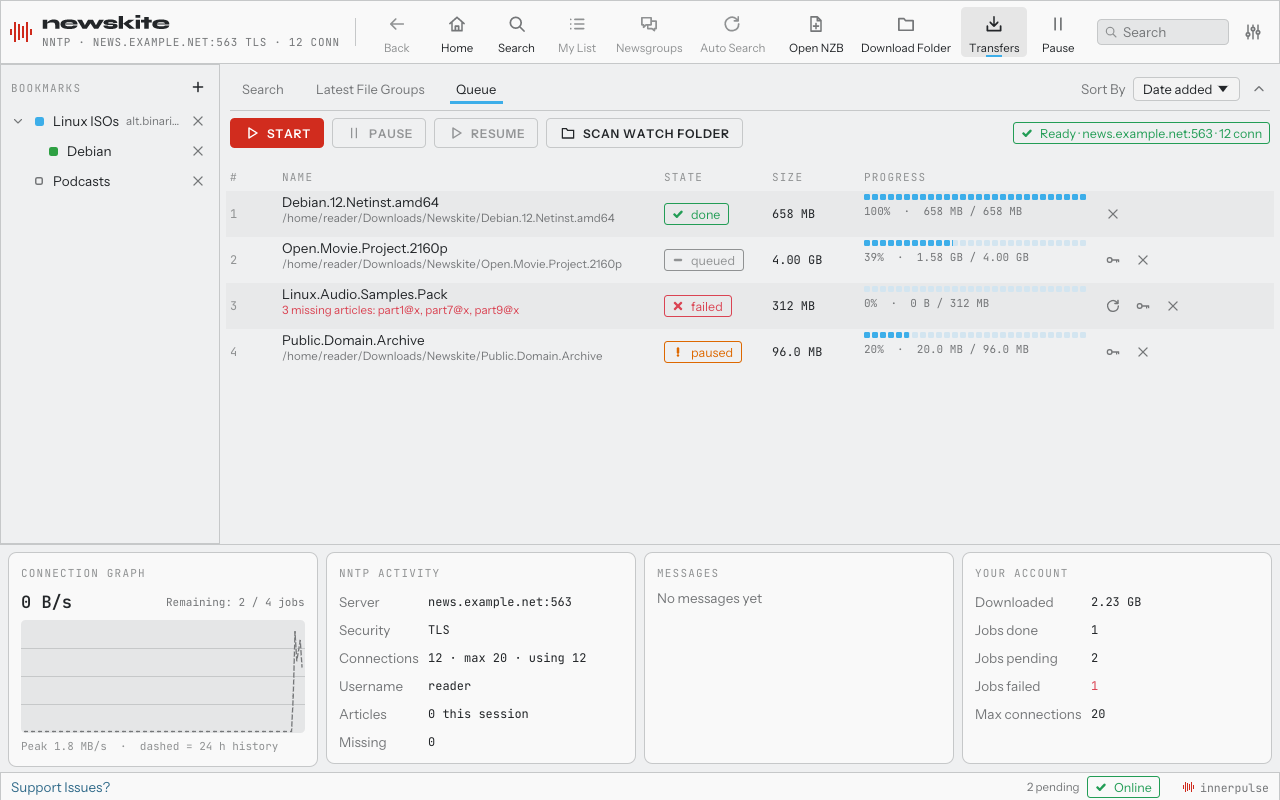 newskite
NNTP · NEWS.EXAMPLE.NET:563 TLS · 12 CONN
Back
Home
Search
My List
Newsgroups
Auto Search
Open NZB
Download Folder
Transfers
Pause
Search
BOOKMARKS
Linux ISOs alt.binari...
Debian
Podcasts
Search
Latest File Groups
Queue
Sort By
Date added
START
PAUSE
RESUME
SCAN WATCH FOLDER
Ready · news.example.net:563 · 12 conn
# NAME STATE SIZE PROGRESS
Debian.12.Netinst.amd64
1 /home/reader/Downloads/Newskite/Debian.12.Netinst.amd64 done 658 MB 100% · 658 MB / 658 MB
Open.Movie.Project.2160p
2 /home/reader/Downloads/Newskite/Open.Movie.Project.2160p queued 4.00 GB 39% · 1.58 GB / 4.00 GB
Linux.Audio.Samples.Pack
3 3 missing articles: part1@x, part7@x, part9@x failed 312 MB 0% · 0 B / 312 MB
Public.Domain.Archive
4 /home/reader/Downloads/Newskite/Public.Domain.Archive paused 96.0 MB 20% · 20.0 MB / 96.0 MB
CONNECTION GRAPH
0 B/s Remaining: 2 / 4 jobs
Peak 1.8 MB/s · dashed = 24 h history
NNTP ACTIVITY
Server news.example.net:563
Security TLS
Connections 12 · max 20 · using 12
Username reader
Articles 0 this session
Missing 0
MESSAGES
No messages yet
YOUR ACCOUNT
Downloaded 2.23 GB
Jobs done 1
Jobs pending 2
Jobs failed 1
Max connections 20
Support Issues?
2 pending
Online
innerpulse